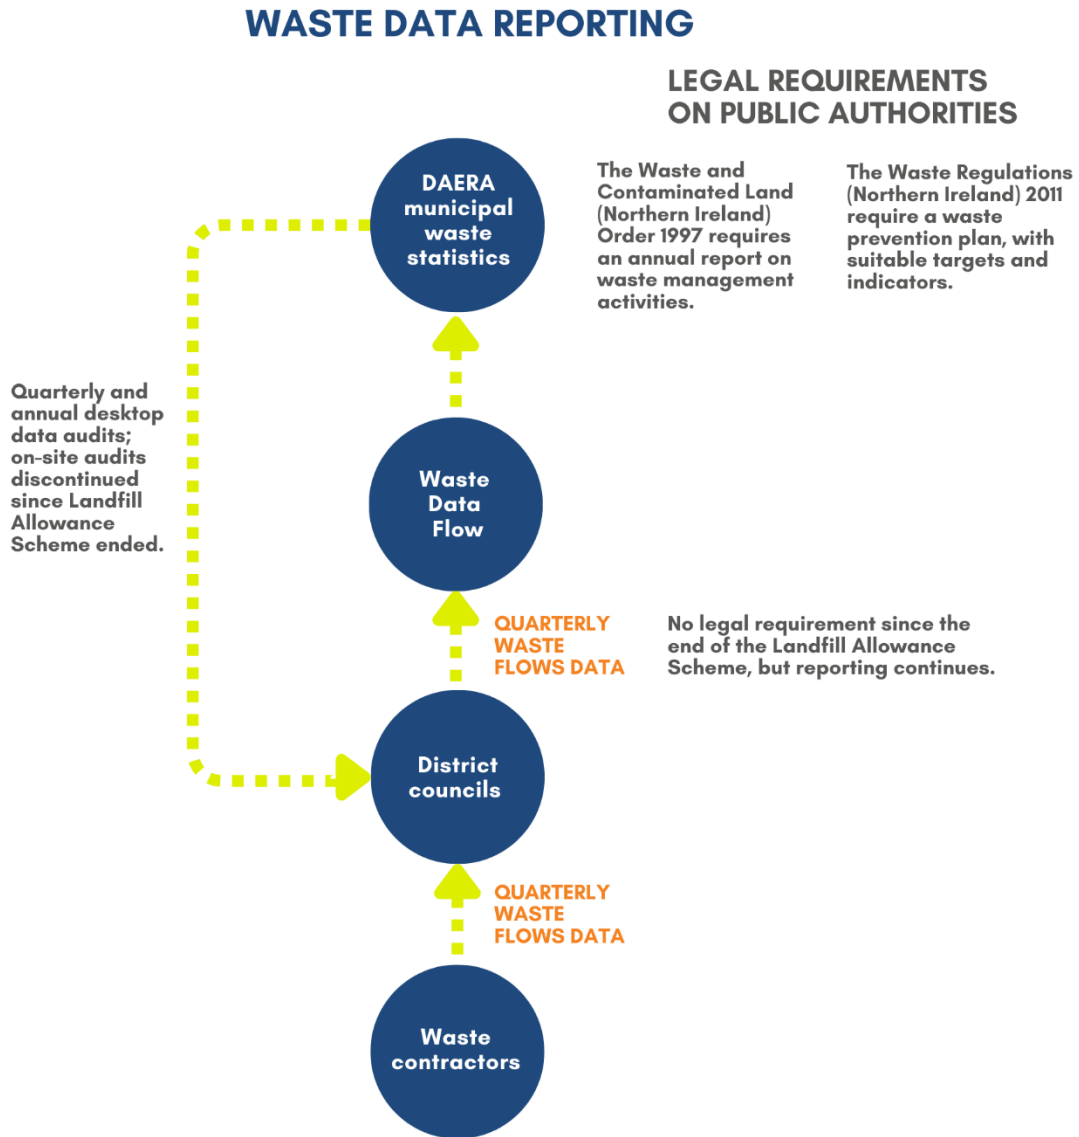 WASTE DATA REPORTING
LEGAL REQUIREMENTS
ON PUBLIC AUTHORITIES
The Waste and
Contaminated Land
(Northern Ireland)
Order 1997 requires
an annual report on
waste management
activities.
The Waste Regulations
(Northern Ireland) 2011
require a waste
prevention plan, with
suitable targets and
indicators.
DAERA
municipal
waste
statistics
Quarterly and
annual desktop
data audits;
on-site audits
discontinued
since Landfill
Allowance
Scheme ended.
Waste
Data
Flow
QUARTERLY
WASTE
FLOWS DATA
No legal requirement since the
end of the Landfill Allowance
Scheme, but reporting continues.
District
councils
QUARTERLY
WASTE
FLOWS DATA
Waste
contractors